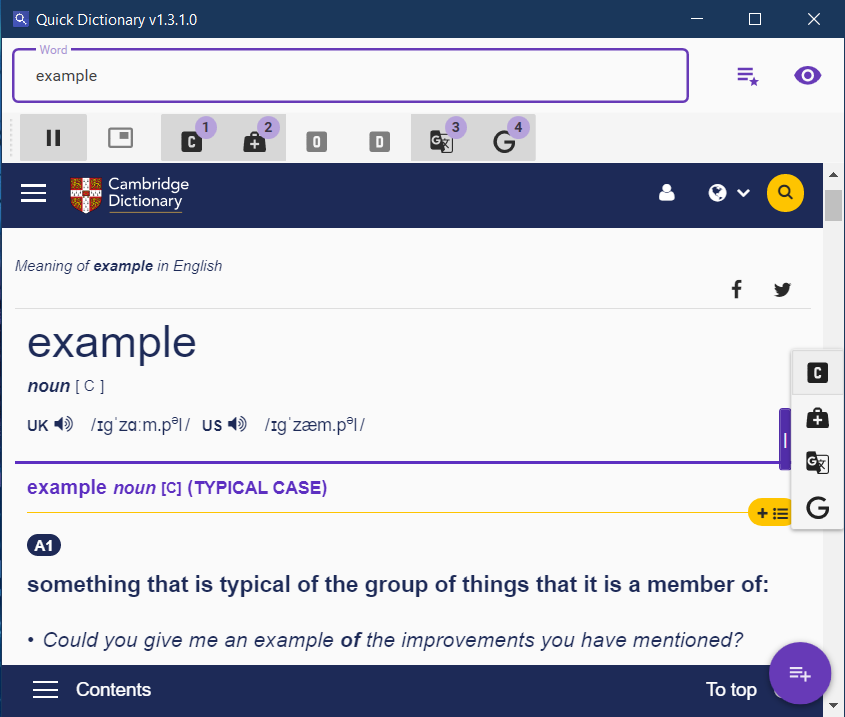 Quick Dictionary v1.3.1.0
Word
example
C 1 2 O D G 3 G 4
Cambridge
Dictionary
Meaning of example in English
example
noun [ C ]
UK /ɪɡˈzɑːm.pᵊl/ US /ɪɡˈzæm.pᵊl/
C
G
example noun [C] (TYPICAL CASE)
G
+
A1
something that is typical of the group of things that it is a member of:
• Could you give me an example of the improvements you have mentioned?
Contents To top